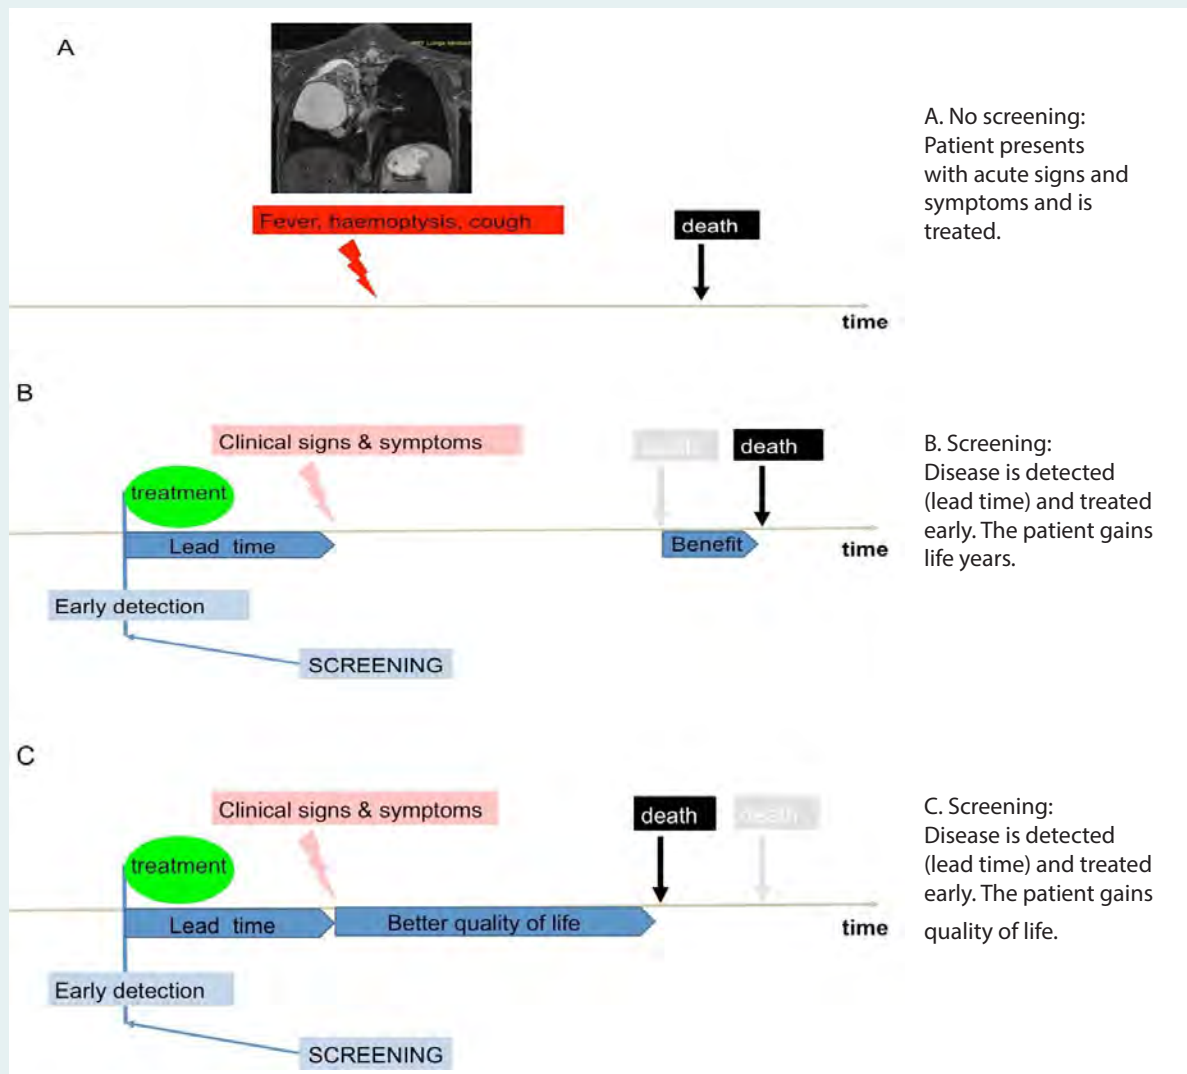 A
Fever, haemoptysis, cough
death
time
A. No screening:
Patient presents
with acute signs and
symptoms and is
treated.
B
Clinical signs & symptoms
death
death
treatment
Lead time
Benefit
time
Early detection
SCREENING
B. Screening:
Disease is detected
(lead time) and treated
early. The patient gains
life years.
C
Clinical signs & symptoms
death
death
treatment
Lead time
Better quality of life
time
Early detection
SCREENING
C. Screening:
Disease is detected
(lead time) and treated
early. The patient gains
quality of life.